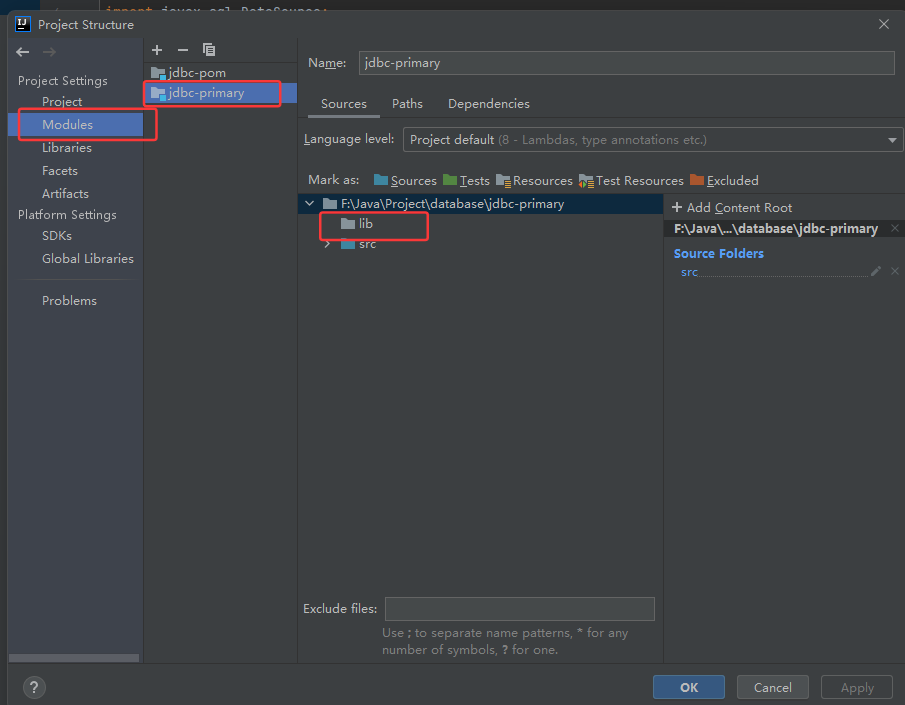 import javax.sql.DataSource;
Project Structure
Project Settings
Project
Modules
Libraries
Facets
Artifacts
Platform Settings
SDKs
Global Libraries
Problems
jdbc-pom
jdbc-primary
Name: jdbc-primary
Sources Paths Dependencies
Language level: Project default (8 - Lambdas, type annotations etc.)
Mark as: Sources Tests Resources Test Resources Excluded
F:\Java\Project\database\jdbc-primary
lib
src
+ Add Content Root
F:\Java\...\database\jdbc-primary
Source Folders
src
Exclude files:
Use ; to separate name patterns, * for any
number of symbols, ? for one.
?
OK Cancel Apply